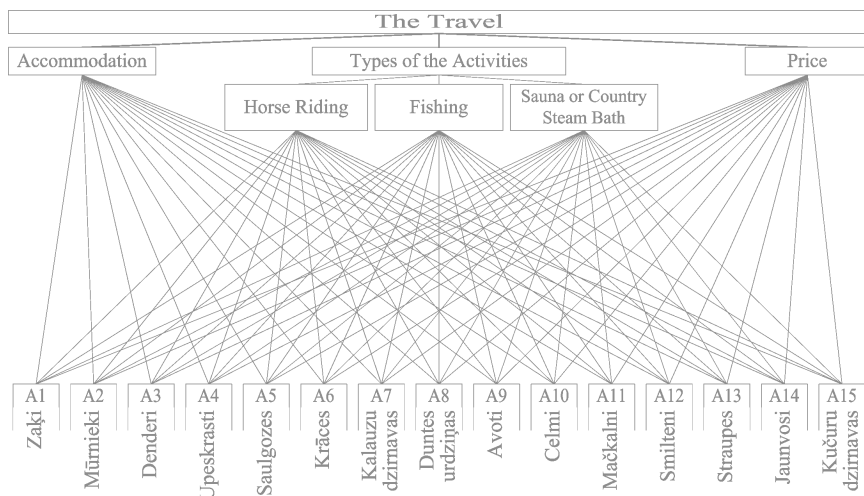 The Travel
Accommodation
Types of the Activities
Price
Horse Riding
Fishing
Sauna or Country
Steam Bath
A1
A2
A3
A4
A5
A6
A7
A8
A9
A10
A11
A12
A13
A14
A15
Zaķi
Mūrnieki
Denderi
Upeskrasti
Saulgozes
Krāces
Kalauzu
dzirnavas
Duntes
urdziņas
Avoti
Celmi
Mačkalni
Smilteni
Straupes
Jaunvosi
Kučuru
dzirnavas